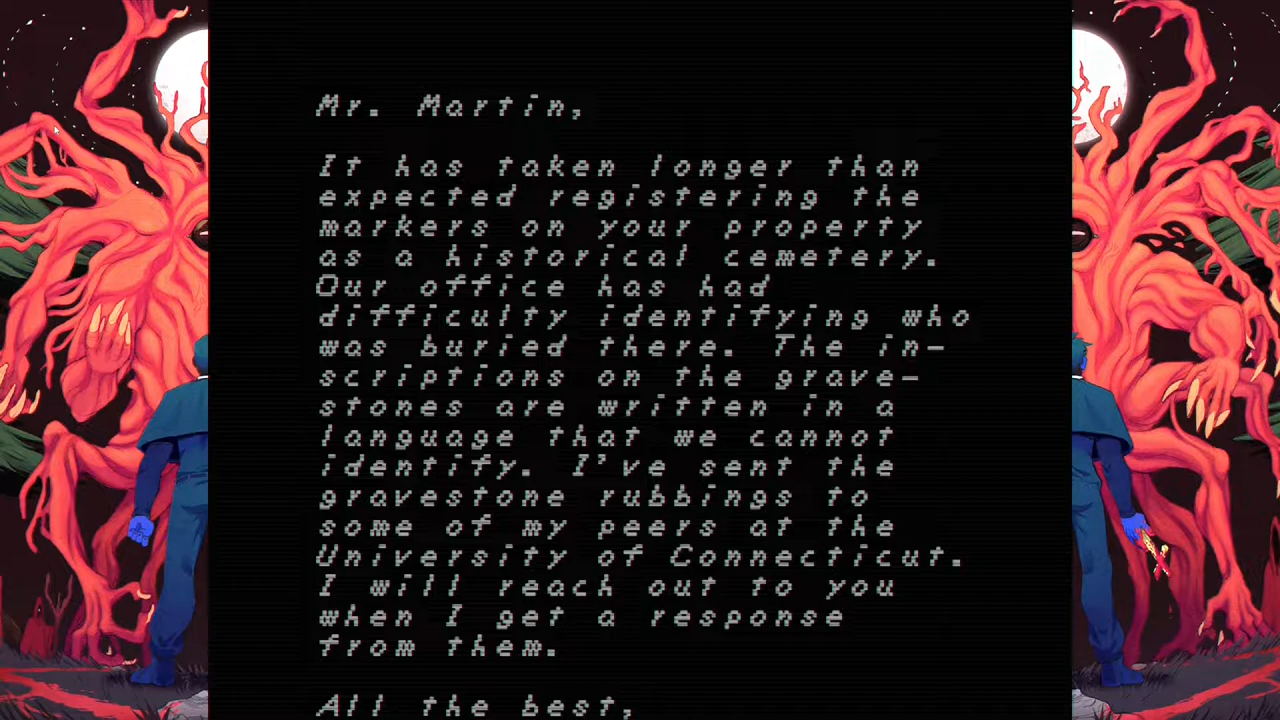 Mr. Martin,
It has taken longer than
expected registering the
markers on your property
as a historical cemetery.
Our office has had
difficulty identifying who
was buried there. The in-
scriptions on the grave-
stones are written in a
language that we cannot
identify. I've sent the
gravestone rubbings to
some of my peers at the
University of Connecticut.
I will reach out to you
when I get a response
from them.
All the best,